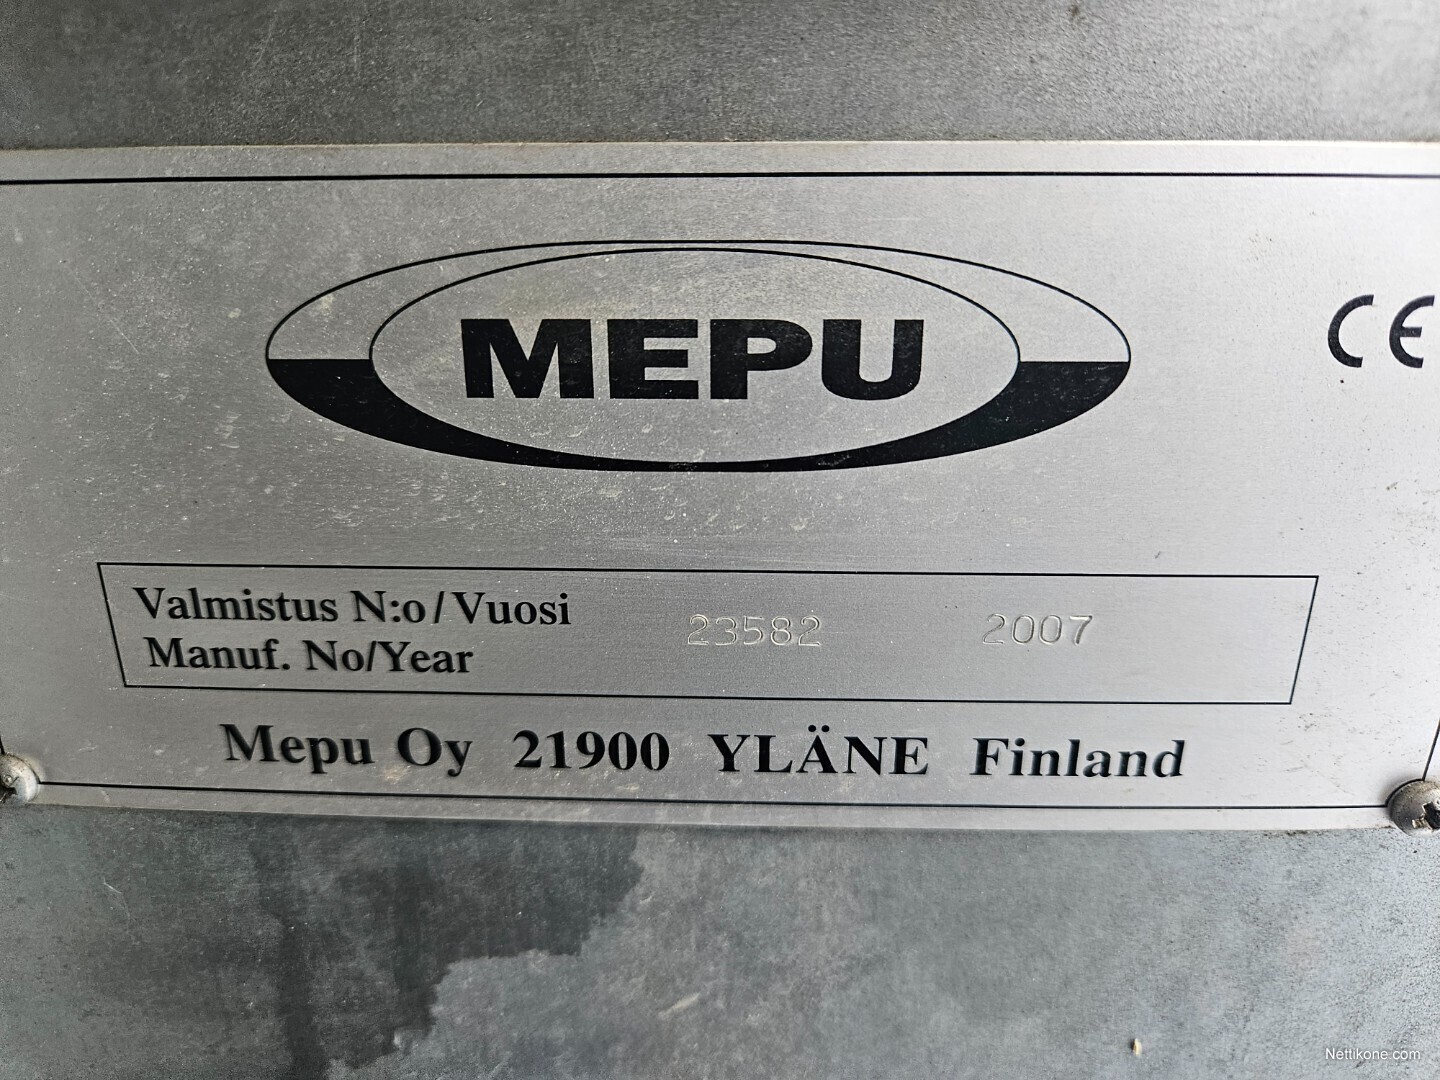 MEPU
CE
Valmistus N:o/Vuosi 23582 2007
Manuf. No/Year
Mepu Oy 21900 YLÄNE Finland
Nettikone.com